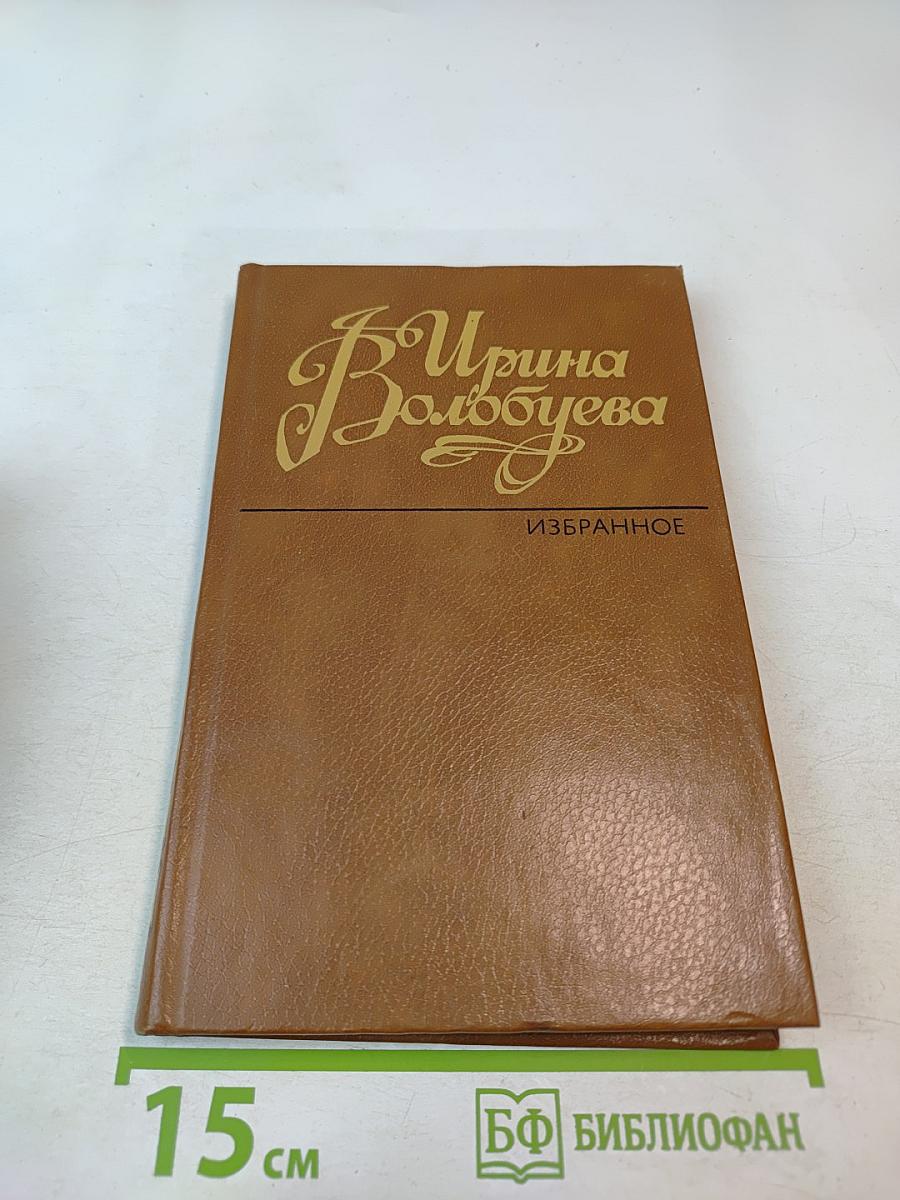 Ирина
Волобуева
ИЗБРАННОЕ
15 см
БФ БИБЛИОФАН